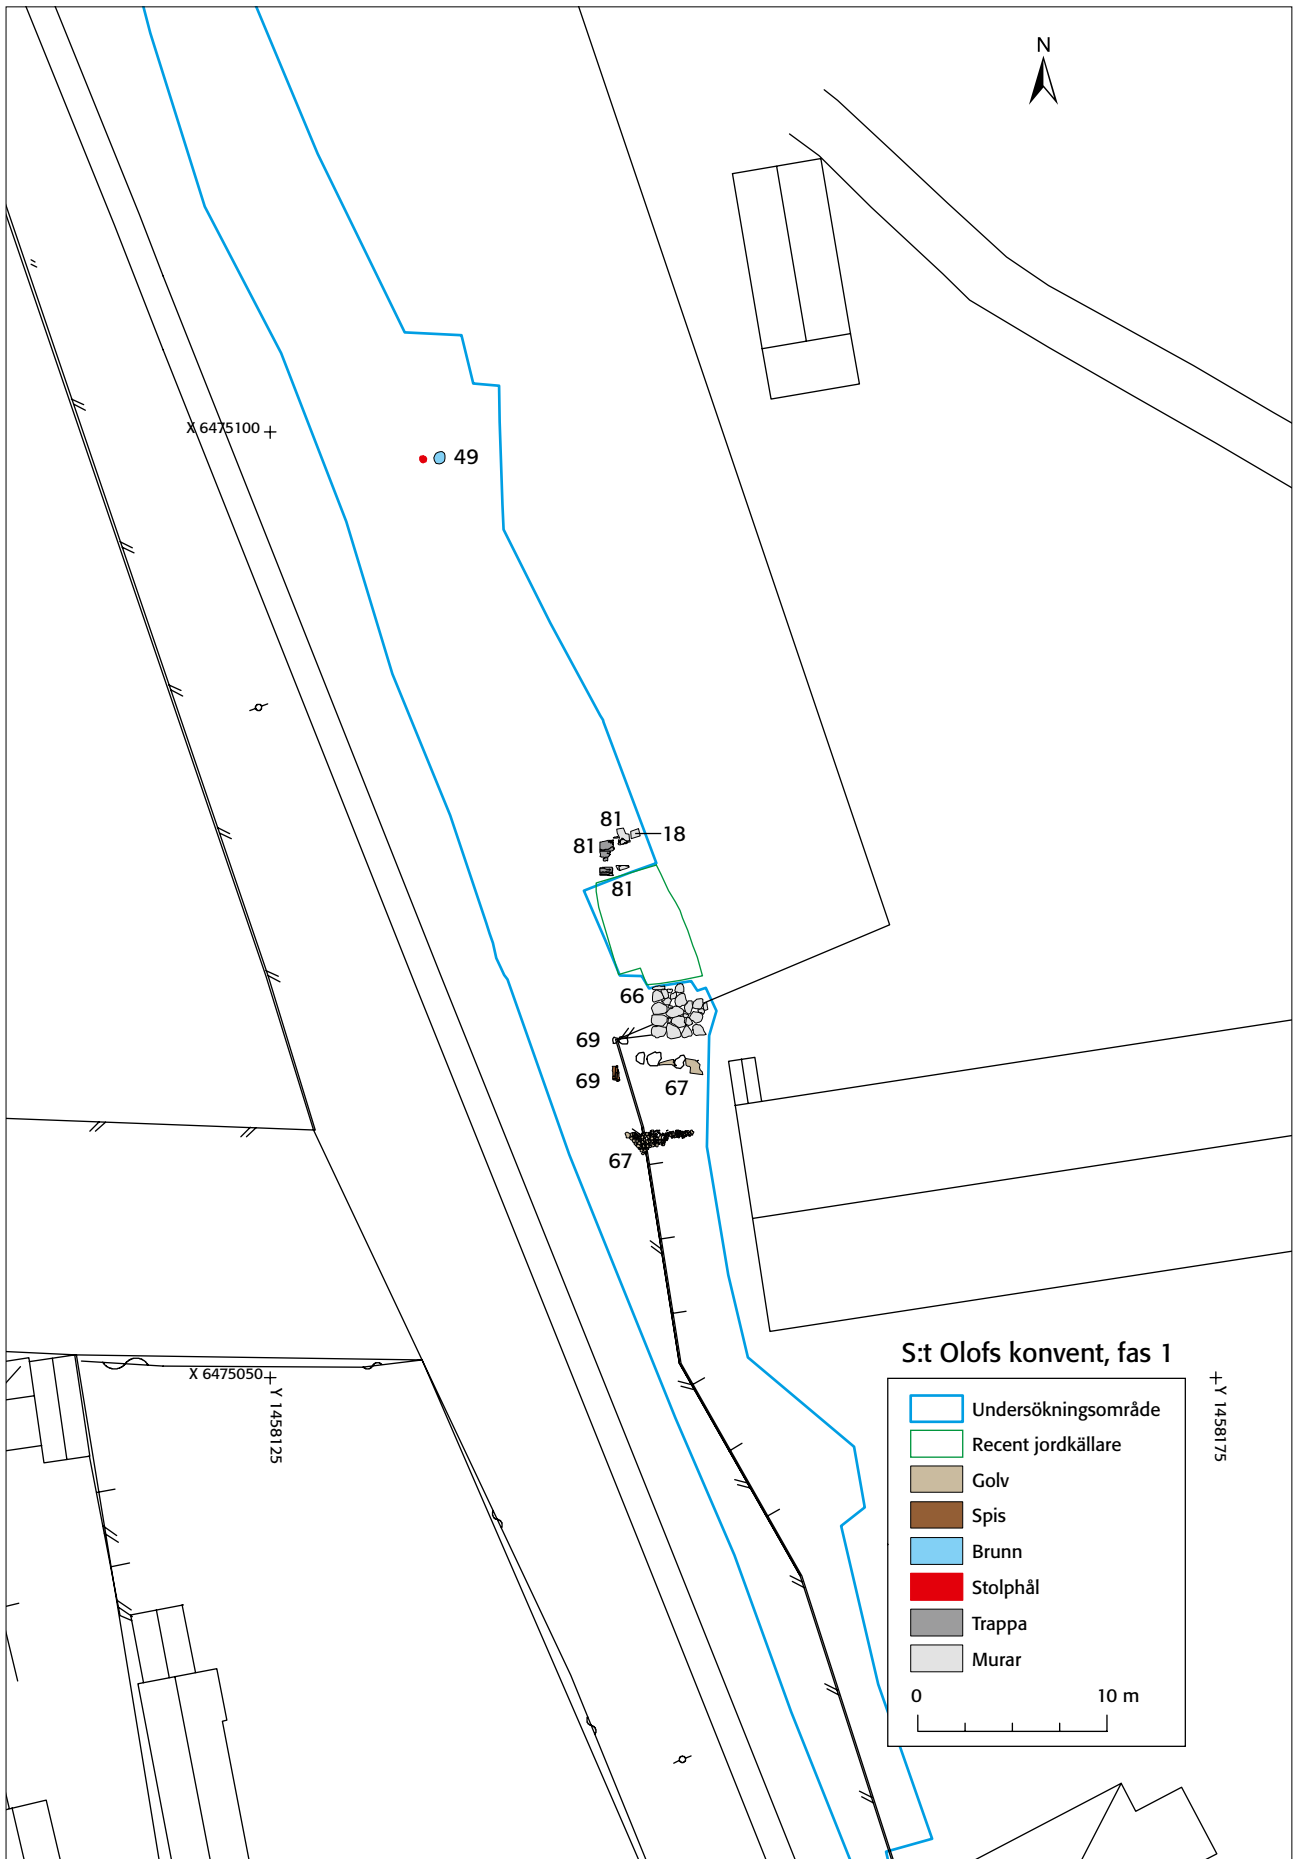 N
X 6475100
49
81
18
81
81
66
69
69
67
67
S:t Olofs konvent, fas 1
X 6475050
Y 1458125
Y 1458175
Undersökningsområde
Recent jordkällare
Golv
Spis
Brunn
Stolphål
Trappa
Murar
0 10 m